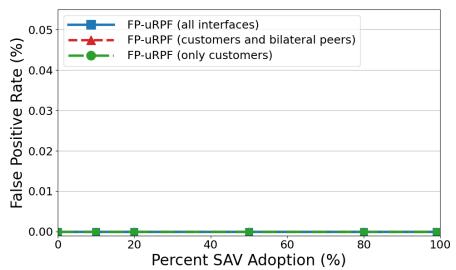 FP-uRPF (all interfaces)
FP-uRPF (customers and bilateral peers)
FP-uRPF (only customers)
False Positive Rate (%)
0.05
0.04
0.03
0.02
0.01
0.00
0 20 40 60 80 100
Percent SAV Adoption (%)